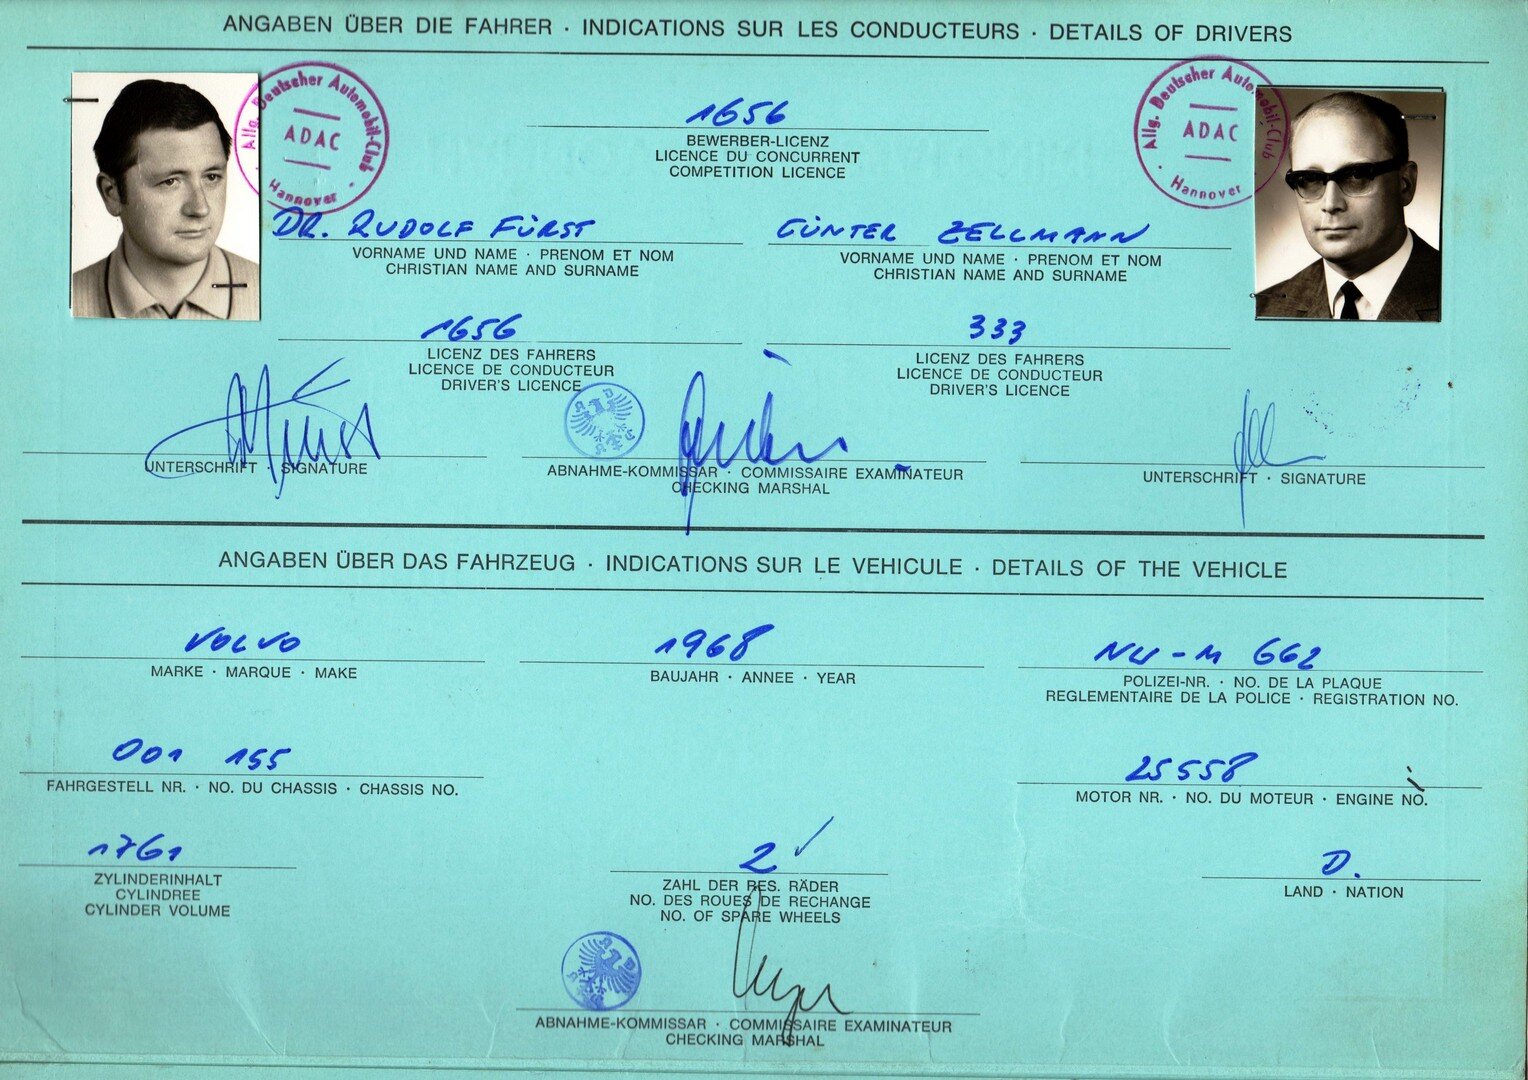 ANGABEN ÜBER DIE FAHRER · INDICATIONS SUR LES CONDUCTEURS · DETAILS OF DRIVERS
Allg. Deutscher Automobil-Club
ADAC
Hannover
1656
BEWERBER-LICENZ
LICENCE DU CONCURRENT
COMPETITION LICENCE
Allg. Deutscher Automobil-Club
ADAC
Hannover
DR. RUDOLF FÜRST
VORNAME UND NAME · PRENOM ET NOM
CHRISTIAN NAME AND SURNAME
GÜNTER ZELLMANN
VORNAME UND NAME · PRENOM ET NOM
CHRISTIAN NAME AND SURNAME
1656
LICENZ DES FAHRERS
LICENCE DE CONDUCTEUR
DRIVER'S LICENCE
333
LICENZ DES FAHRERS
LICENCE DE CONDUCTEUR
DRIVER'S LICENCE
UNTERSCHRIFT · SIGNATURE
ABNAHME-KOMMISSAR · COMMISSAIRE EXAMINATEUR
CHECKING MARSHAL
UNTERSCHRIFT · SIGNATURE
ANGABEN ÜBER DAS FAHRZEUG · INDICATIONS SUR LE VEHICULE · DETAILS OF THE VEHICLE
VOLVO
MARKE · MARQUE · MAKE
1968
BAUJAHR · ANNEE · YEAR
NU-M 662
POLIZEI-NR. · NO. DE LA PLAQUE
REGLEMENTAIRE DE LA POLICE · REGISTRATION NO.
001 155
FAHRGESTELL NR. · NO. DU CHASSIS · CHASSIS NO.
25558
MOTOR NR. · NO. DU MOTEUR · ENGINE NO.
1761
ZYLINDERINHALT
CYLINDREE
CYLINDER VOLUME
2
ZAHL DER RES. RÄDER
NO. DES ROUES DE RECHANGE
NO. OF SPARE WHEELS
D.
LAND · NATION
ABNAHME-KOMMISSAR · COMMISSAIRE EXAMINATEUR
CHECKING MARSHAL